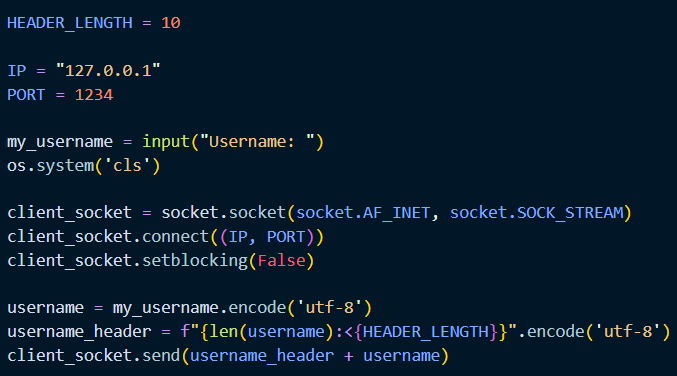 HEADER_LENGTH = 10
IP = "127.0.0.1"
PORT = 1234
my_username = input("Username: ")
os.system('cls')
client_socket = socket.socket(socket.AF_INET, socket.SOCK_STREAM)
client_socket.connect((IP, PORT))
client_socket.setblocking(False)
username = my_username.encode('utf-8')
username_header = f"{len(username):<{HEADER_LENGTH}}".encode('utf-8')
client_socket.send(username_header + username)